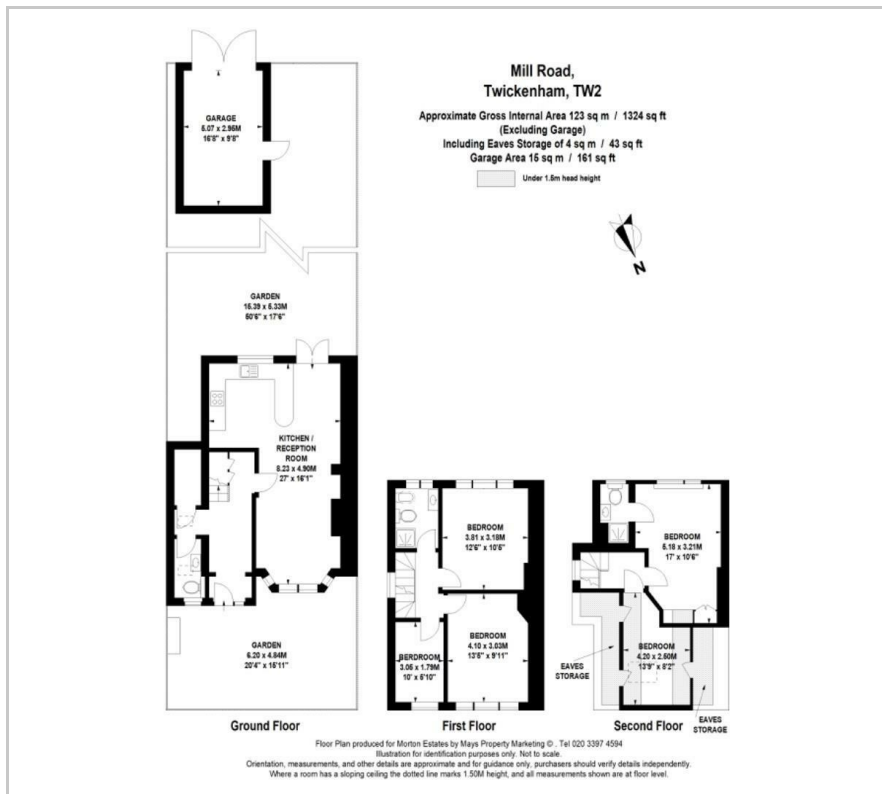 Mill Road,
Twickenham, TW2
Approximate Gross Internal Area 123 sq m / 1324 sq ft
(Excluding Garage)
Including Eaves Storage of 4 sq m / 43 sq ft
Garage Area 15 sq m / 161 sq ft
Under 1.5m head height
N
GARAGE
5.07 x 2.95M
16'8" x 9'8"
GARDEN
15.39 x 5.33M
50'6" x 17'6"
KITCHEN /
RECEPTION
ROOM
8.23 x 4.90M
27' x 16'1"
GARDEN
6.20 x 4.84M
20'4" x 15'11"
Ground Floor
BEDROOM
3.81 x 3.18M
12'6" x 10'5"
BEDROOM
4.10 x 3.03M
13'5" x 9'11"
BERDROOM
3.05 x 1.79M
10' x 5'10"
First Floor
BEDROOM
5.18 x 3.21M
17' x 10'6"
BEDROOM
4.20 x 2.50M
13'9" x 8'2"
EAVES
STORAGE
EAVES
STORAGE
Second Floor
Floor Plan produced for Morton Estates by Mays Property Marketing © . Tel 020 3397 4594
Illustration for identification purposes only. Not to scale.
Orientation, measurements, and other details are approximate and for guidance only, purchasers should verify details independently.
Where a room has a sloping ceiling the dotted line marks 1.50M height, and all measurements shown are at floor level.